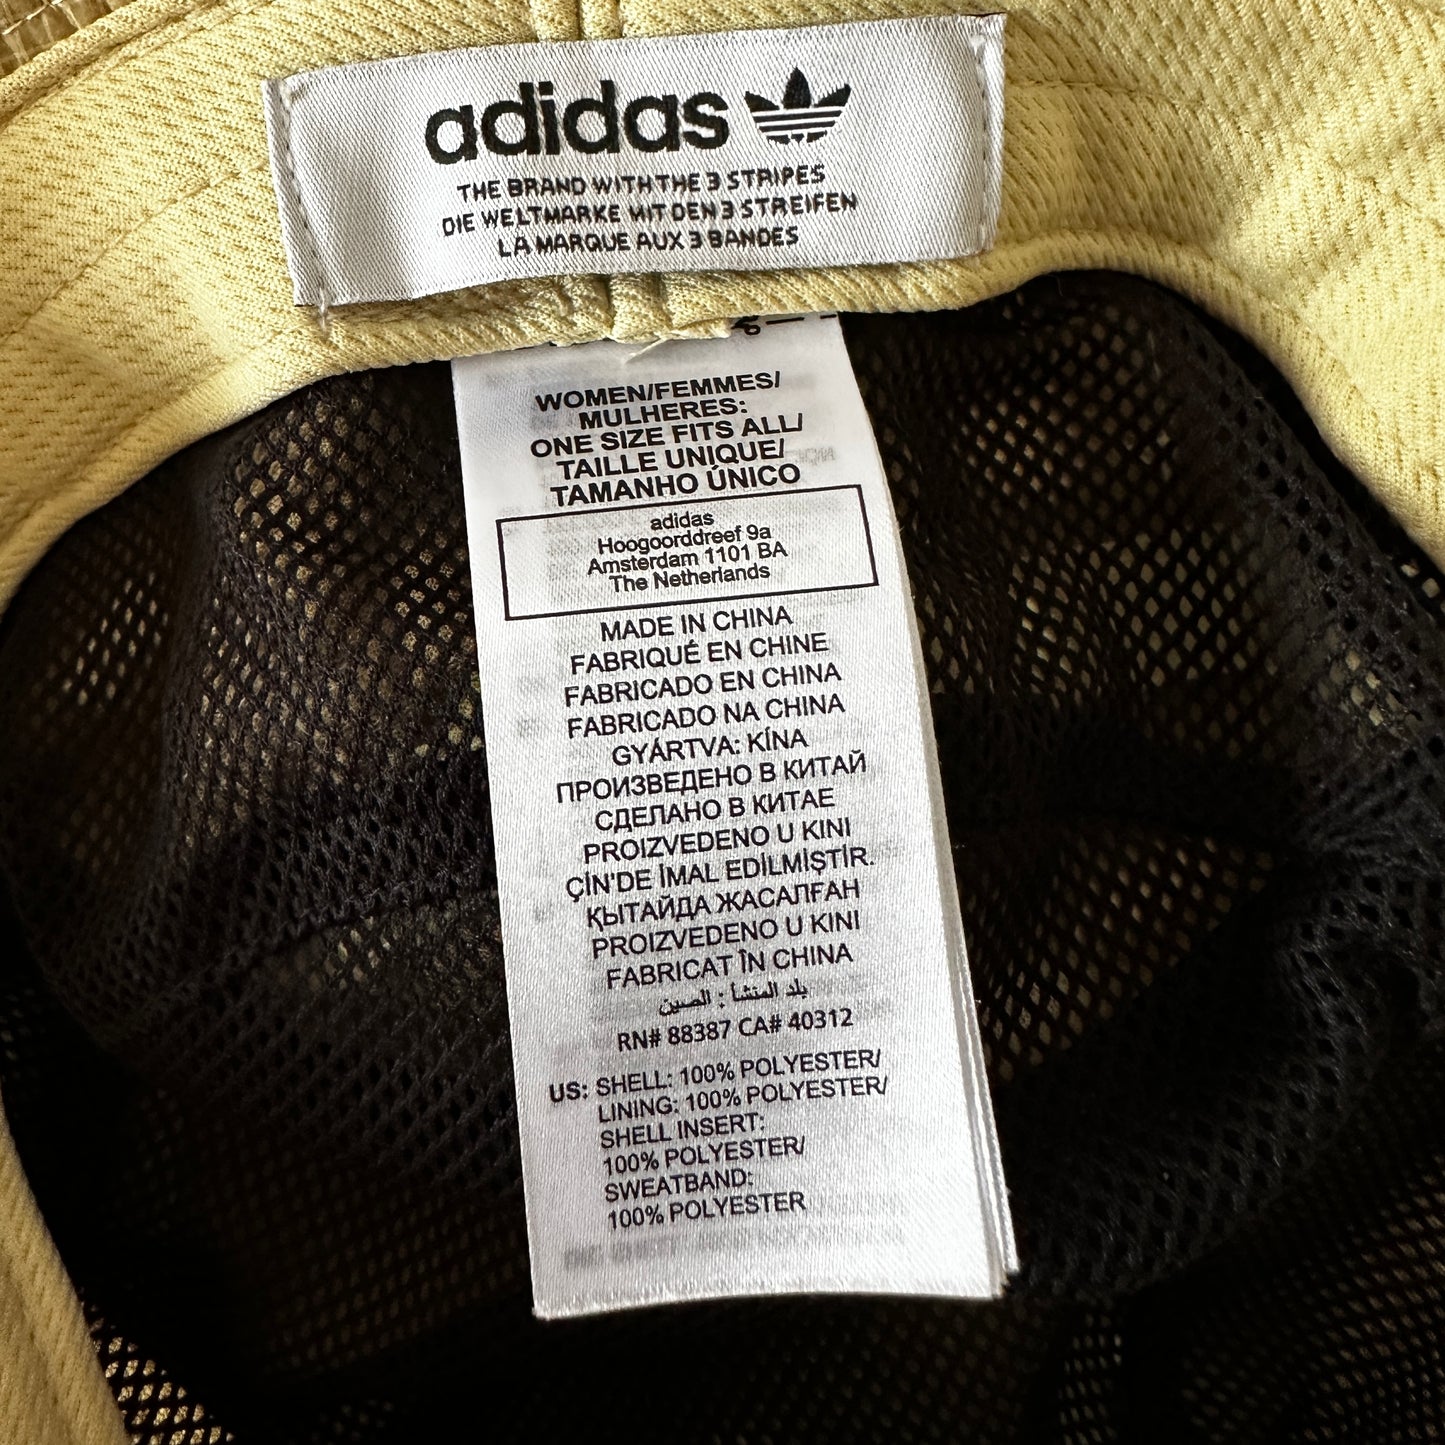 adidas
THE BRAND WITH THE 3 STRIPES
DIE WELTMARKE MIT DEN 3 STREIFEN
LA MARQUE AUX 3 BANDES
WOMEN/FEMMES/
MULHERES:
ONE SIZE FITS ALL/
TAILLE UNIQUE/
TAMANHO ÚNICO
adidas
Hoogoorddreef 9a
Amsterdam 1101 BA
The Netherlands
MADE IN CHINA
FABRIQUÉ EN CHINE
FABRICADO EN CHINA
FABRICADO NA CHINA
GYÁRTVA: KÍNA
ПРОИЗВЕДЕНО В КИТАЙ
СДЕЛАНО В КИТАЕ
PROIZVEDENO U KINI
ÇİN'DE İMAL EDİLMİŞTİR.
ҚЫТАЙДА ЖАСАЛҒАН
PROIZVEDENO U KINI
FABRICAT ÎN CHINA
بلد المنشأ : الصين
RN# 88387 CA# 40312
US: SHELL: 100% POLYESTER/
LINING: 100% POLYESTER/
SHELL INSERT:
100% POLYESTER/
SWEATBAND:
100% POLYESTER